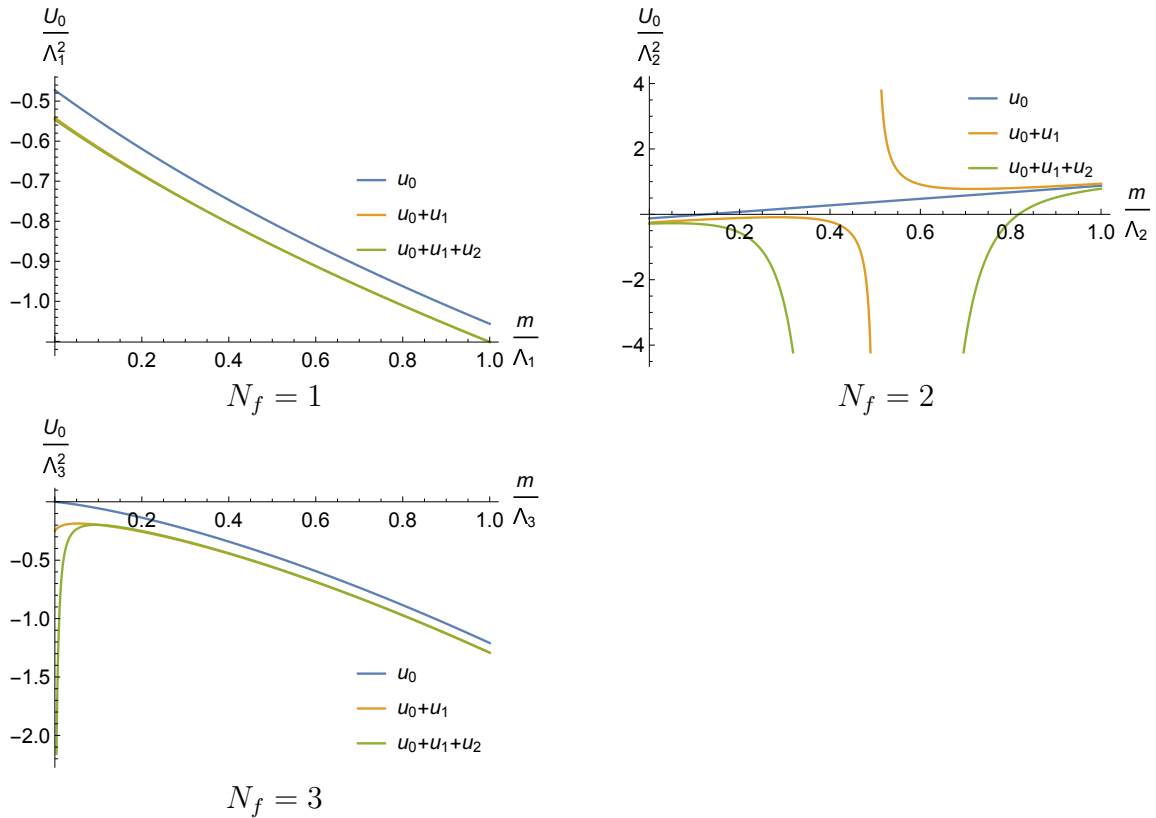 U₀
Λ₁²
−0.5
−0.6
−0.7
−0.8
−0.9
−1.0
0.2 0.4 0.6 0.8 1.0
m
Λ₁
u₀
u₀+u₁
u₀+u₁+u₂
N_f = 1
U₀
Λ₂²
4
2
−2
−4
0.2 0.4 0.6 0.8 1.0
m
Λ₂
u₀
u₀+u₁
u₀+u₁+u₂
N_f = 2
U₀
Λ₃²
−0.5
−1.0
−1.5
−2.0
0.2 0.4 0.6 0.8 1.0
m
Λ₃
u₀
u₀+u₁
u₀+u₁+u₂
N_f = 3